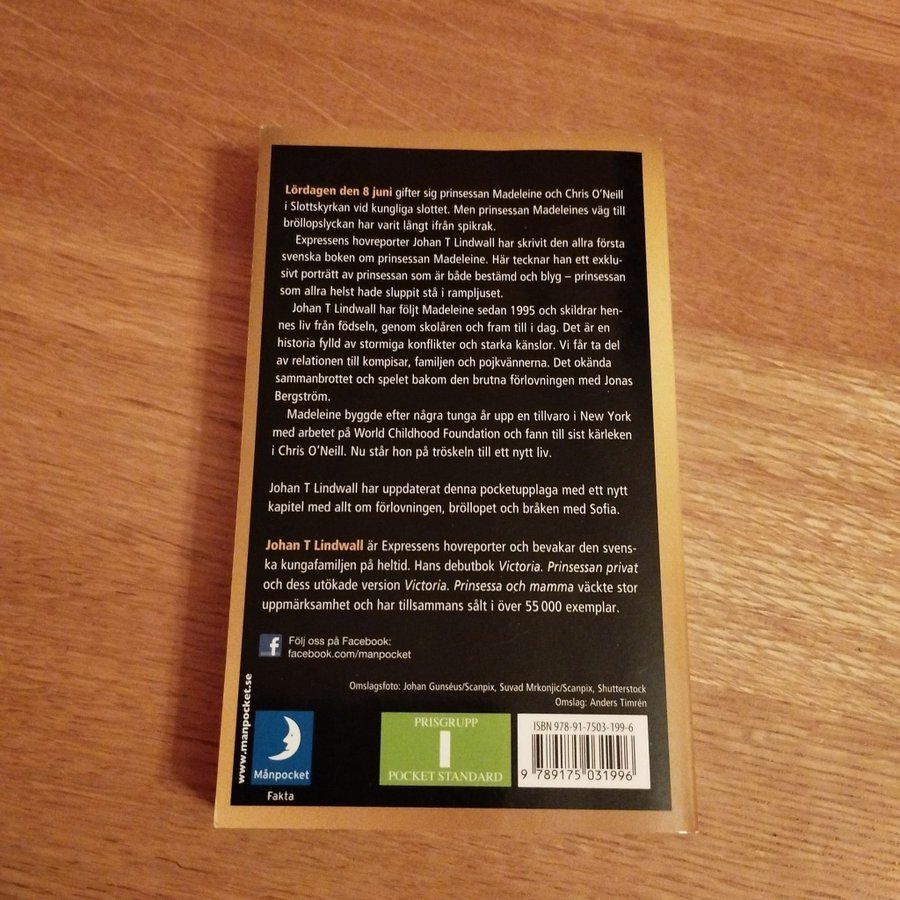 Lördagen den 8 juni gifter sig prinsessan Madeleine och Chris O'Neill
i Slottskyrkan vid kungliga slottet. Men prinsessan Madeleines väg till
bröllopslyckan har varit långt ifrån spikrak.
Expressens hovreporter Johan T Lindwall har skrivit den allra första
svenska boken om prinsessan Madeleine. Här tecknar han ett exklu-
sivt porträtt av prinsessan som är både bestämd och blyg – prinsessan
som allra helst hade sluppit stå i rampljuset.
Johan T Lindwall har följt Madeleine sedan 1995 och skildrar hen-
nes liv från födseln, genom skolåren och fram till i dag. Det är en
historia fylld av stormiga konflikter och starka känslor. Vi får ta del
av relationen till kompisar, familjen och pojkvännerna. Det okända
sammanbrottet och spelet bakom den brutna förlovningen med Jonas
Bergström.
Madeleine byggde efter några tunga år upp en tillvaro i New York
med arbetet på World Childhood Foundation och fann till sist kärleken
i Chris O'Neill. Nu står hon på tröskeln till ett nytt liv.
Johan T Lindwall har uppdaterat denna pocketupplaga med ett nytt
kapitel med allt om förlovningen, bröllopet och bråken med Sofia.
Johan T Lindwall är Expressens hovreporter och bevakar den svens-
ka kungafamiljen på heltid. Hans debutbok Victoria. Prinsessan privat
och dess utökade version Victoria. Prinsessa och mamma väckte stor
uppmärksamhet och har tillsammans sålt i över 55 000 exemplar.
f Följ oss på Facebook:
facebook.com/manpocket
Omslagsfoto: Johan Gunséus/Scanpix, Suvad Mrkonjic/Scanpix, Shutterstock
Omslag: Anders Timrén
www.manpocket.se
Månpocket
Fakta
PRISGRUPP
1
POCKET STANDARD
ISBN 978-91-7503-199-6
9 789175 031996